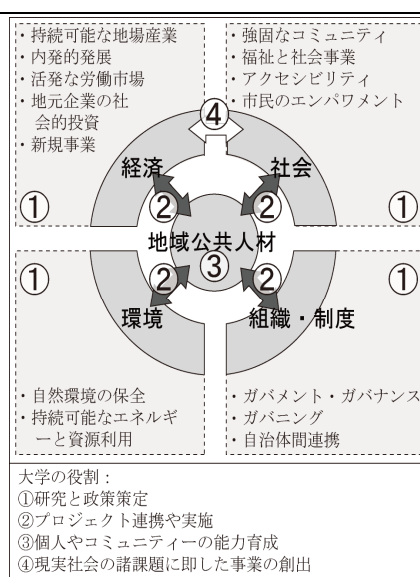 ・持続可能な地場産業
・内発的発展
・活発な労働市場
・地元企業の社
会的投資
・新規事業
・強固なコミュニティ
・福祉と社会事業
・アクセシビリティ
・市民のエンパワメント
④
経済
社会
①
②
②
①
地域公共人材
③
①
②
②
①
環境
組織・制度
・自然環境の保全
・持続可能なエネルギ
ーと資源利用
・ガバメント・ガバナンス
・ガバニング
・自治体間連携
大学の役割：
①研究と政策策定
②プロジェクト連携や実施
③個人やコミュニティーの能力育成
④現実社会の諸課題に即した事業の創出